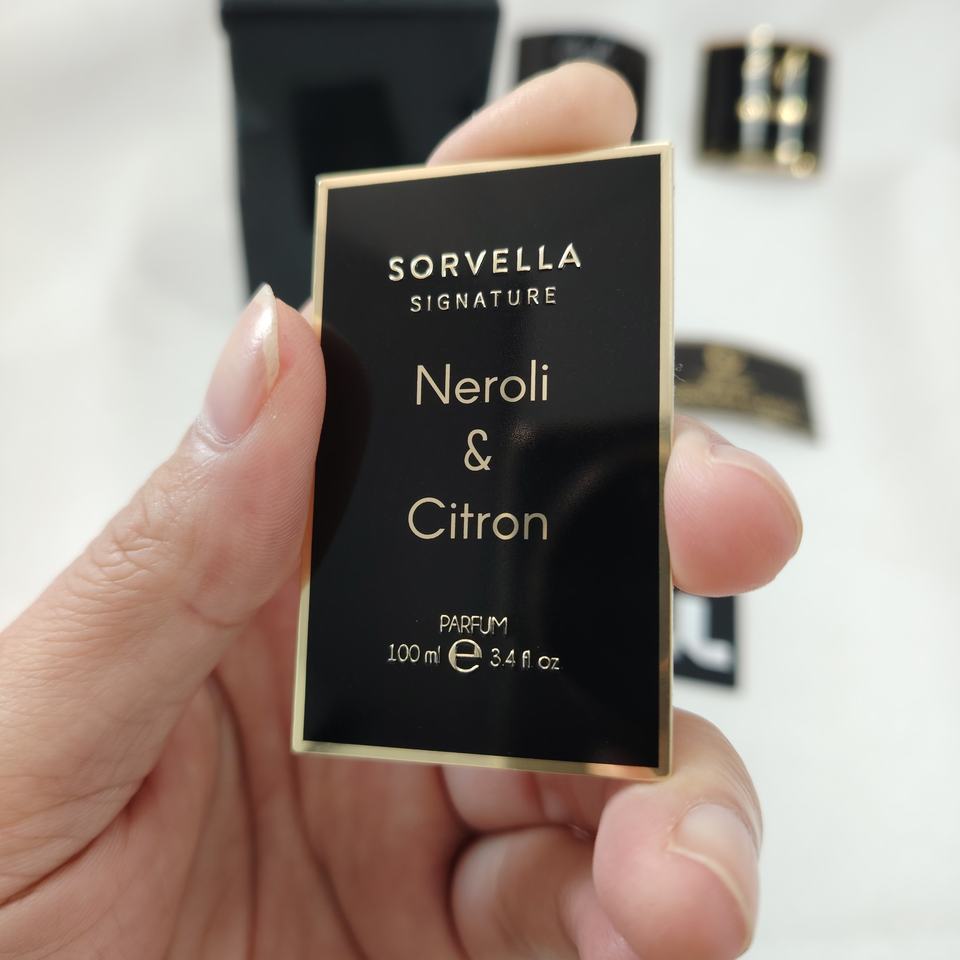 SORVELLA
SIGNATURE
Neroli
&
Citron
PARFUM
100 ml e 3.4 fl. oz